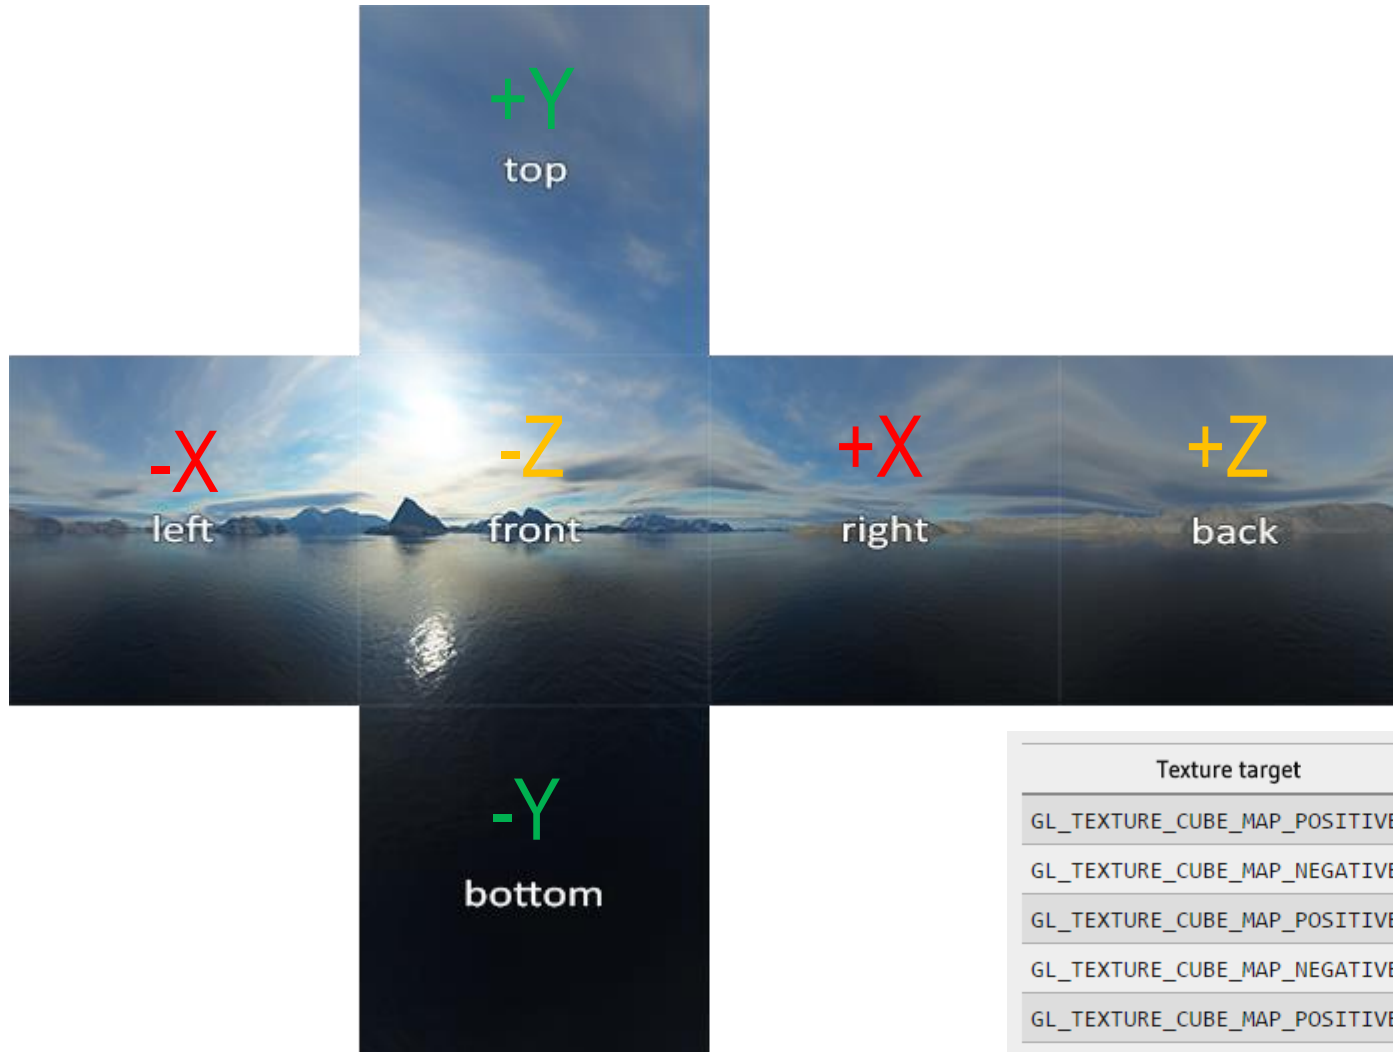 +Y
top
-X
left
-Z
front
+X
right
+Z
back
-Y
bottom
Texture target
GL_TEXTURE_CUBE_MAP_POSITIVE
GL_TEXTURE_CUBE_MAP_NEGATIVE
GL_TEXTURE_CUBE_MAP_POSITIVE
GL_TEXTURE_CUBE_MAP_NEGATIVE
GL_TEXTURE_CUBE_MAP_POSITIVE